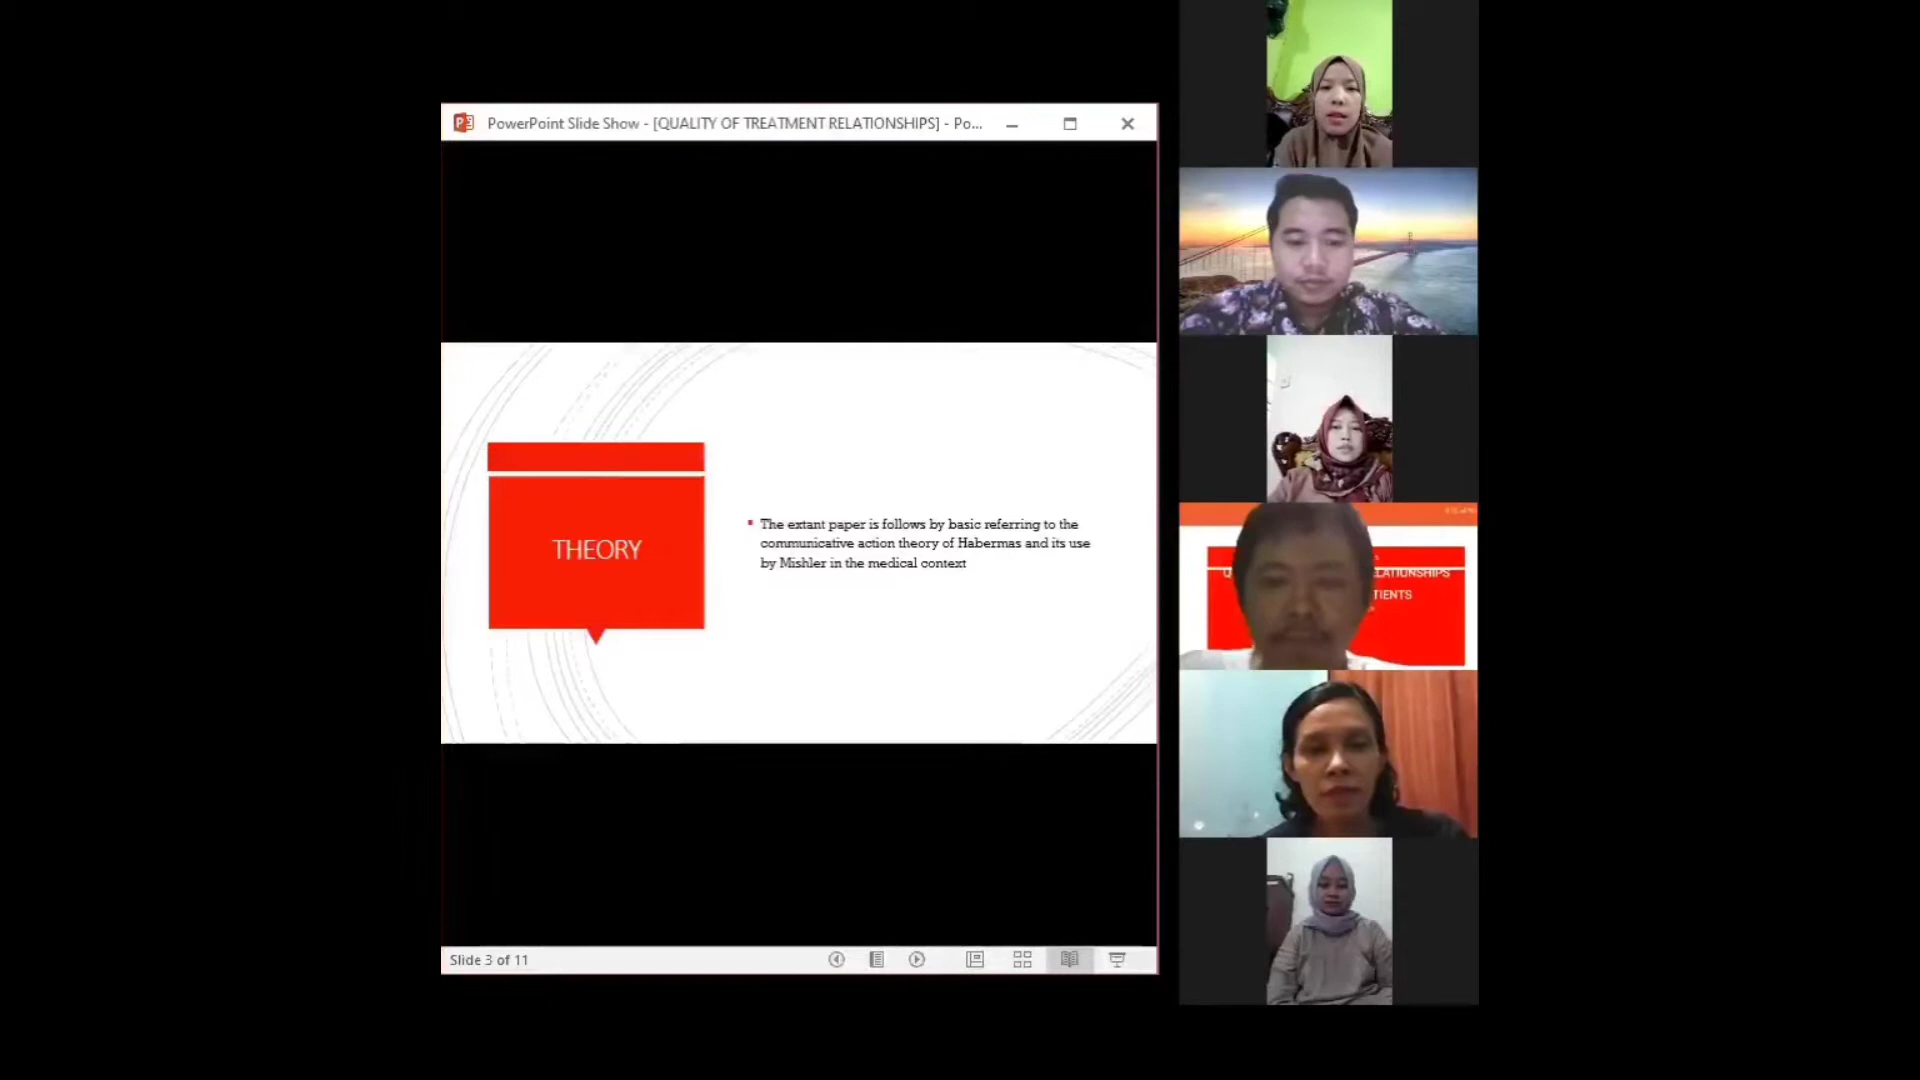 PowerPoint Slide Show - [QUALITY OF TREATMENT RELATIONSHIPS] - Po...
THEORY
▪ The extant paper is follows by basic referring to the
communicative action theory of Habermas and its use
by Mishler in the medical context
Slide 3 of 11
Q
ELATIONSHIPS
TIENTS